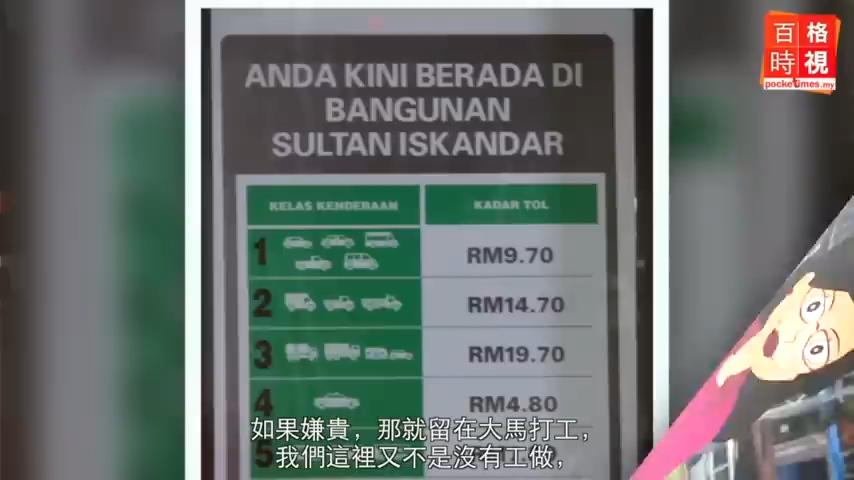 百格
時視
pocketimes.my
ANDA KINI BERADA DI
BANGUNAN
SULTAN ISKANDAR
KELAS KENDERAAN
KADAR TOL
1
RM9.70
2
RM14.70
3
RM19.70
4
RM4.80
5
如果嫌貴，那就留在大馬打工，
我們這裡又不是沒有工做，